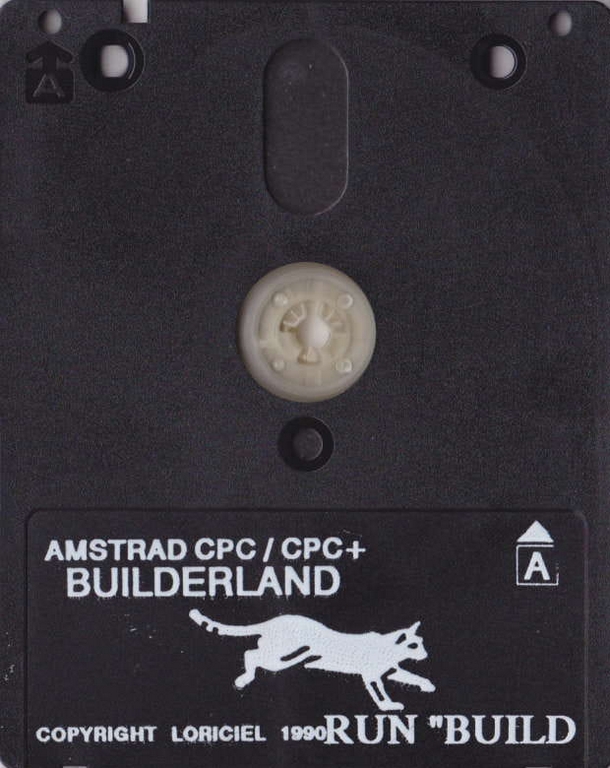 A
AMSTRAD CPC / CPC+
BUILDERLAND
A
COPYRIGHT LORICIEL 1990 RUN "BUILD